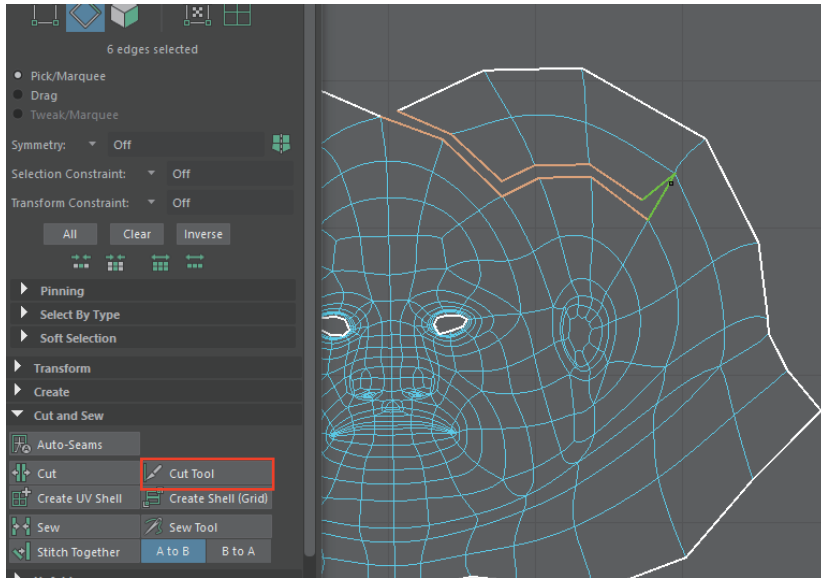 6 edges selected
Pick/Marquee
Drag
Tweak/Marquee
Symmetry: Off
Selection Constraint: Off
Transform Constraint: Off
All Clear Inverse
Pinning
Select By Type
Soft Selection
Transform
Create
Cut and Sew
Auto-Seams
Cut Cut Tool
Create UV Shell Create Shell (Grid)
Sew Sew Tool
Stitch Together A to B B to A